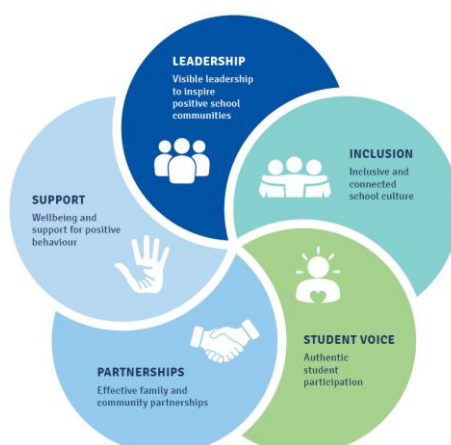 LEADERSHIP
Visible leadership
to inspire
positive school
communities
INCLUSION
Inclusive and
connected
school culture
STUDENT VOICE
Authentic
student
participation
PARTNERSHIPS
Effective family and
community partnerships
SUPPORT
Wellbeing and
support for positive
behaviour